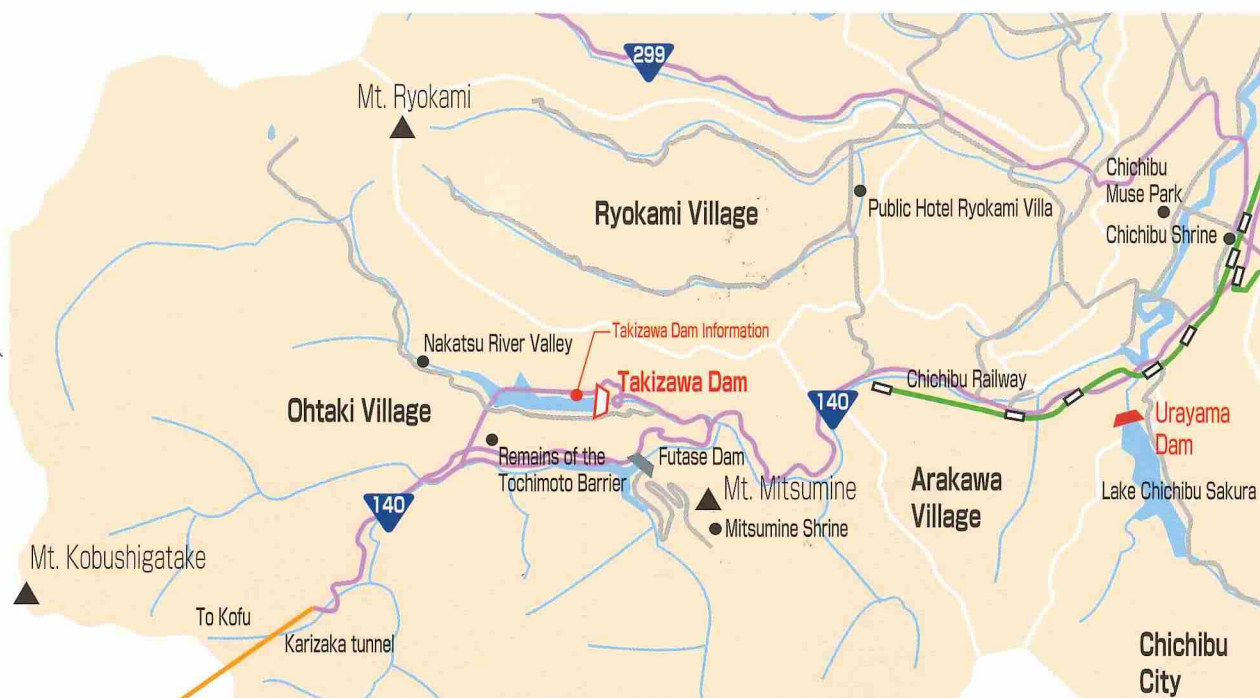 299
Mt. Ryokami
Chichibu
Muse Park
Ryokami Village
Public Hotel Ryokami Villa
Chichibu Shrine
Takizawa Dam Information
Nakatsu River Valley
Takizawa Dam
Chichibu Railway
140
Ohtaki Village
Urayama
Dam
Remains of the
Tochimoto Barrier
Futase Dam
Mt. Mitsumine
Arakawa
Village
Lake Chichibu Sakura
140
Mitsumine Shrine
Mt. Kobushigatake
To Kofu
Karizaka tunnel
Chichibu
City